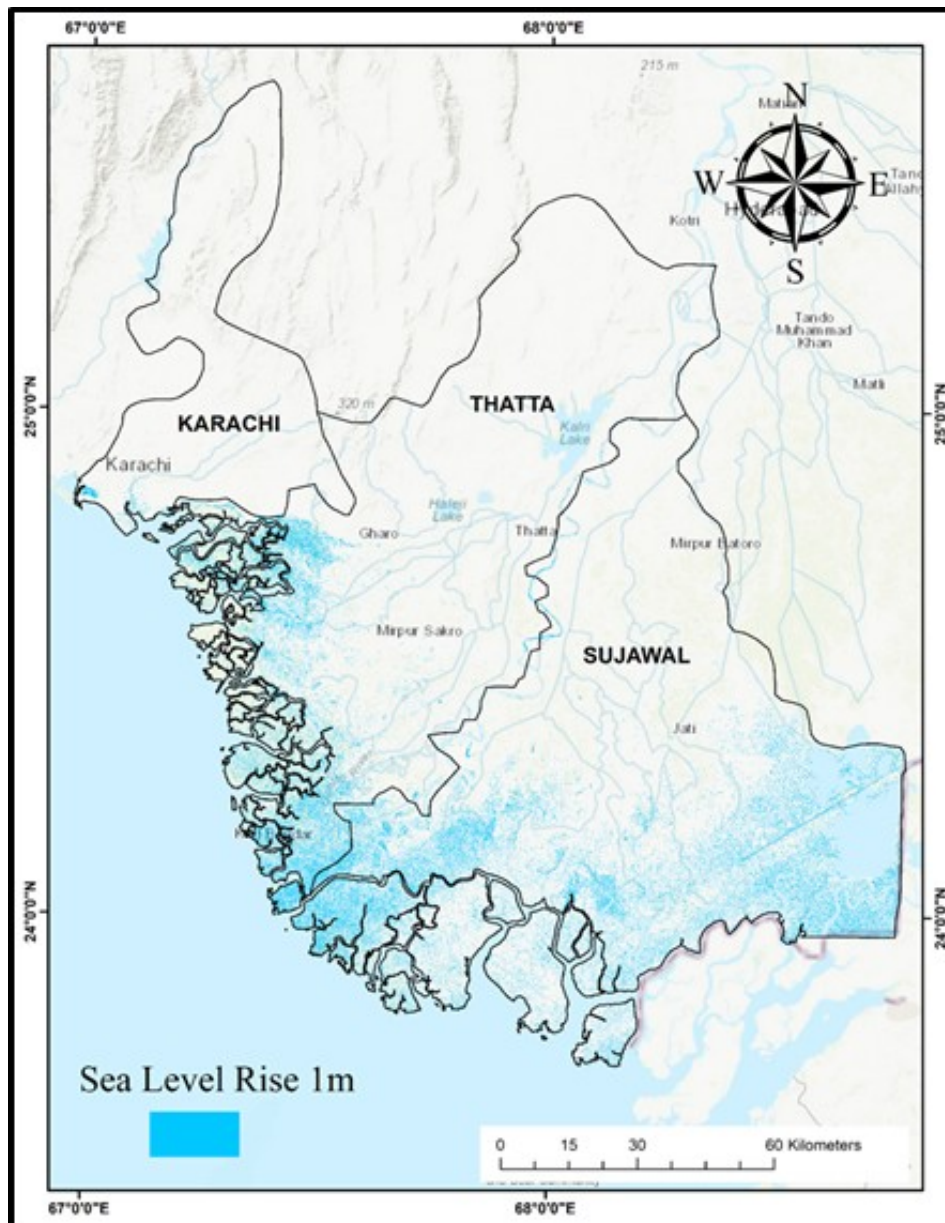 67°0'0"E
68°0'0"E
215 m
N
W
E
S
Kotri
Tando
Muhammad
Khan
Matli
25°0'0"N
25°0'0"N
320 m
THATTA
KARACHI
Kalri
Lake
Karachi
Haleji
Lake
Gharo
Thatta
Mirpur Batoro
Mirpur Sakro
SUJAWAL
Jati
24°0'0"N
24°0'0"N
Sea Level Rise 1m
0
15
30
60 Kilometers
67°0'0"E
68°0'0"E